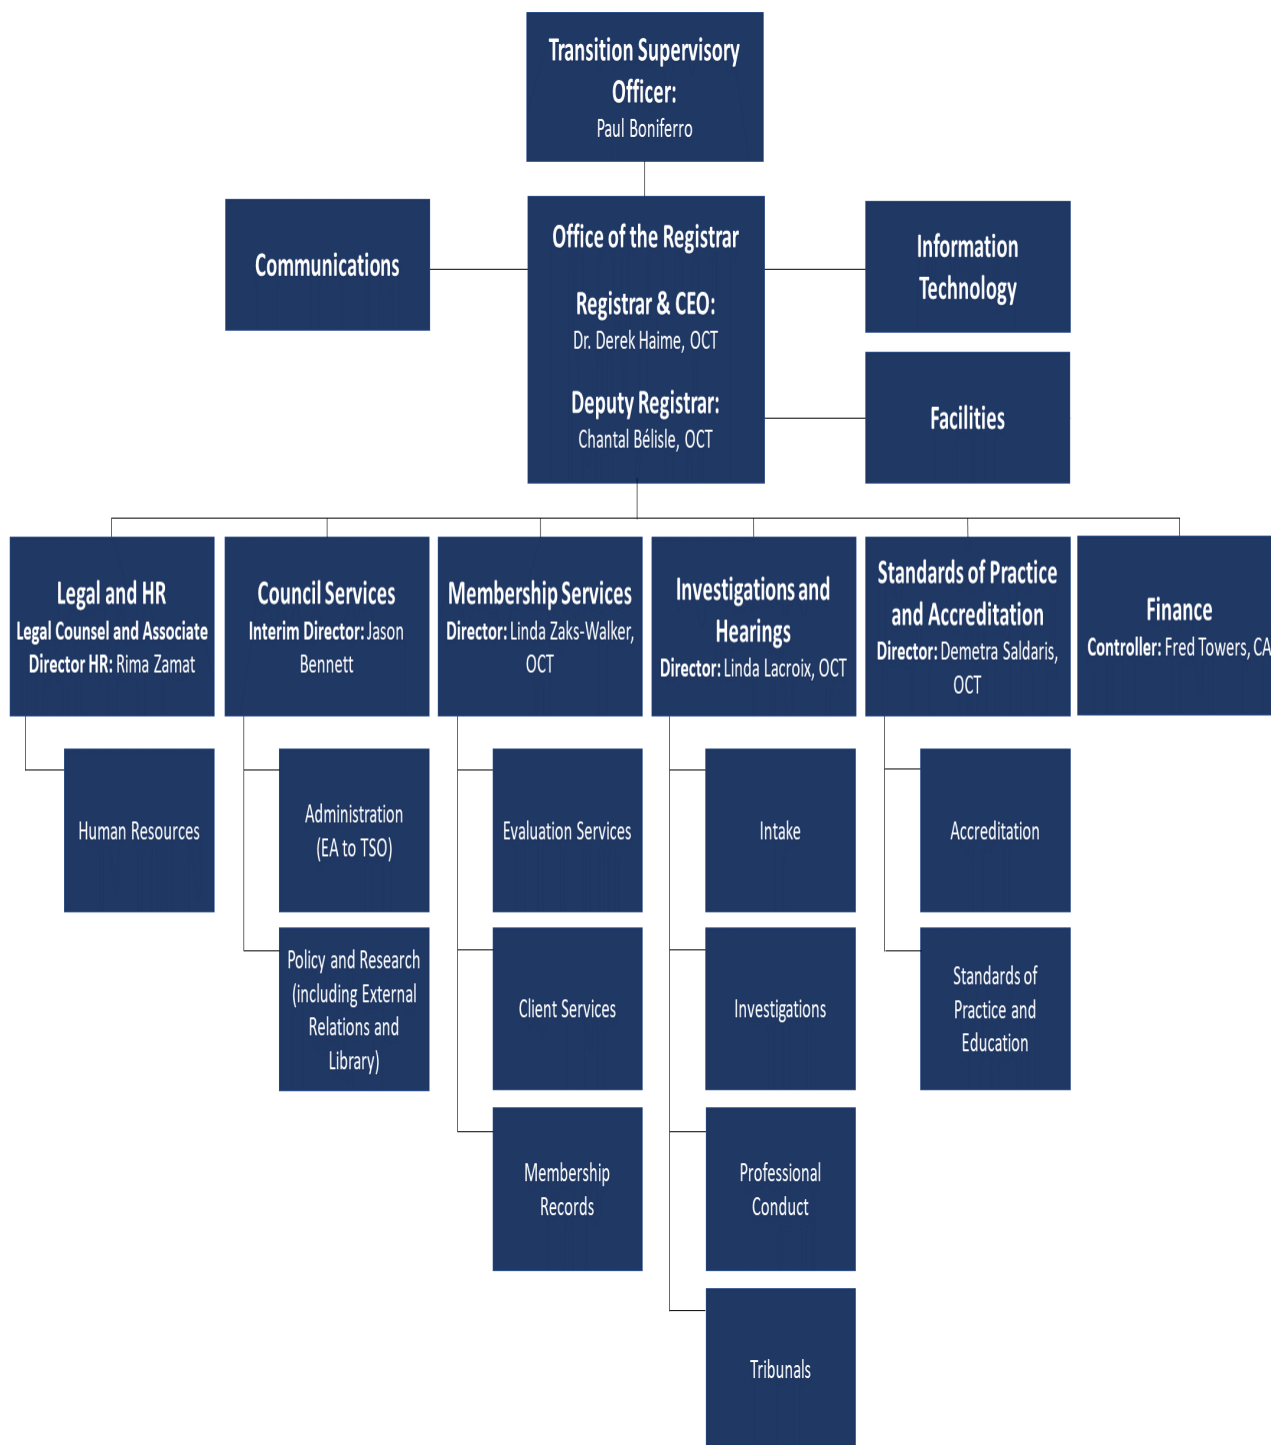 Transition Supervisory
Officer:
Paul Boniferro
Communications
Office of the Registrar
Registrar & CEO:
Dr. Derek Haime, OCT
Deputy Registrar:
Chantal Bélisle, OCT
Information
Technology
Facilities
Legal and HR
Legal Counsel and Associate
Director HR: Rima Zamat
Council Services
Interim Director: Jason
Bennett
Membership Services
Director: Linda Zaks-Walker,
OCT
Investigations and
Hearings
Director: Linda Lacroix, OCT
Standards of Practice
and Accreditation
Director: Demetra Saldaris,
OCT
Finance
Controller: Fred Towers, CA
Human Resources
Administration
(EA to TSO)
Policy and Research
(including External
Relations and
Library)
Evaluation Services
Client Services
Membership
Records
Intake
Investigations
Professional
Conduct
Tribunals
Accreditation
Standards of
Practice and
Education